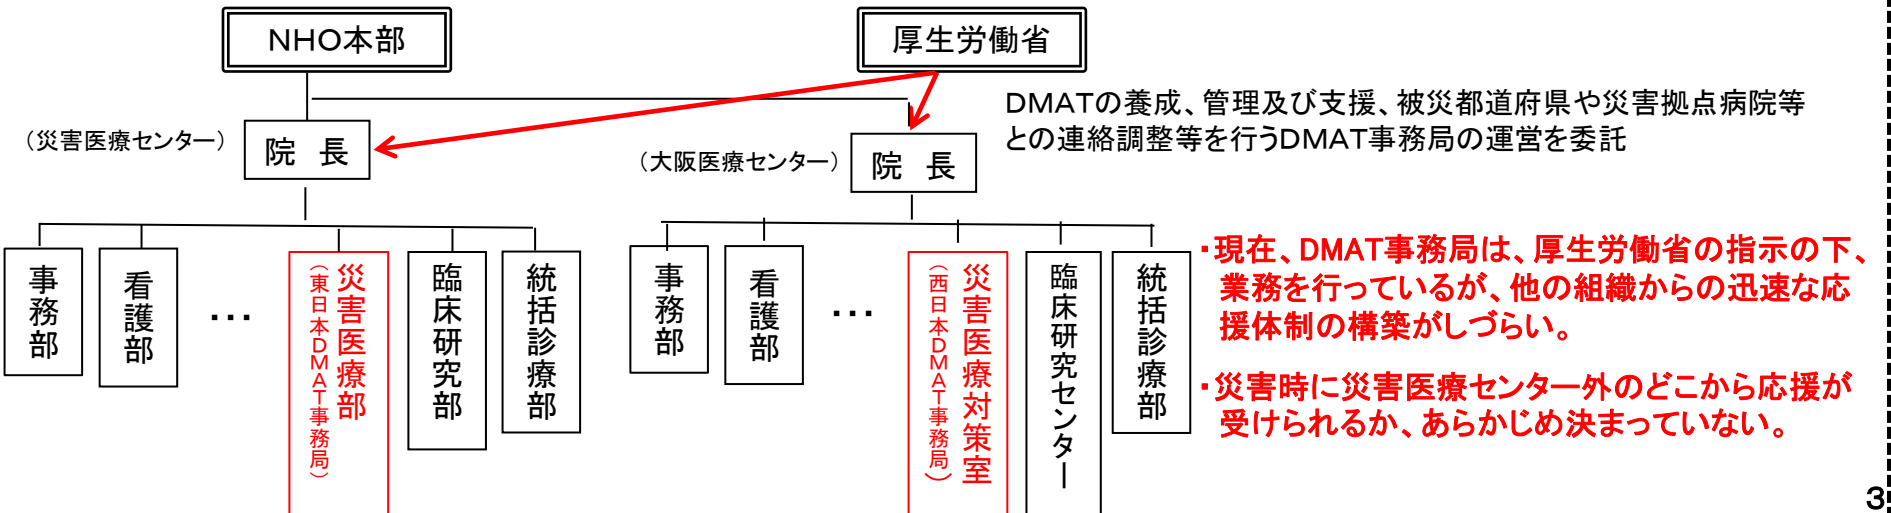 NHO本部
厚生労働省
DMATの養成、管理及び支援、被災都道府県や災害拠点病院等
との連絡調整等を行うDMAT事務局の運営を委託
（災害医療センター）
院 長
（大阪医療センター）
院 長
事務部
看護部
…
災害医療部
（東日本DMAT事務局）
臨床研究部
統括診療部
事務部
看護部
…
災害医療対策室
（西日本DMAT事務局）
臨床研究センター
統括診療部
・現在、DMAT事務局は、厚生労働省の指示の下、
業務を行っているが、他の組織からの迅速な応
援体制の構築がしづらい。
・災害時に災害医療センター外のどこから応援が
受けられるか、あらかじめ決まっていない。
3